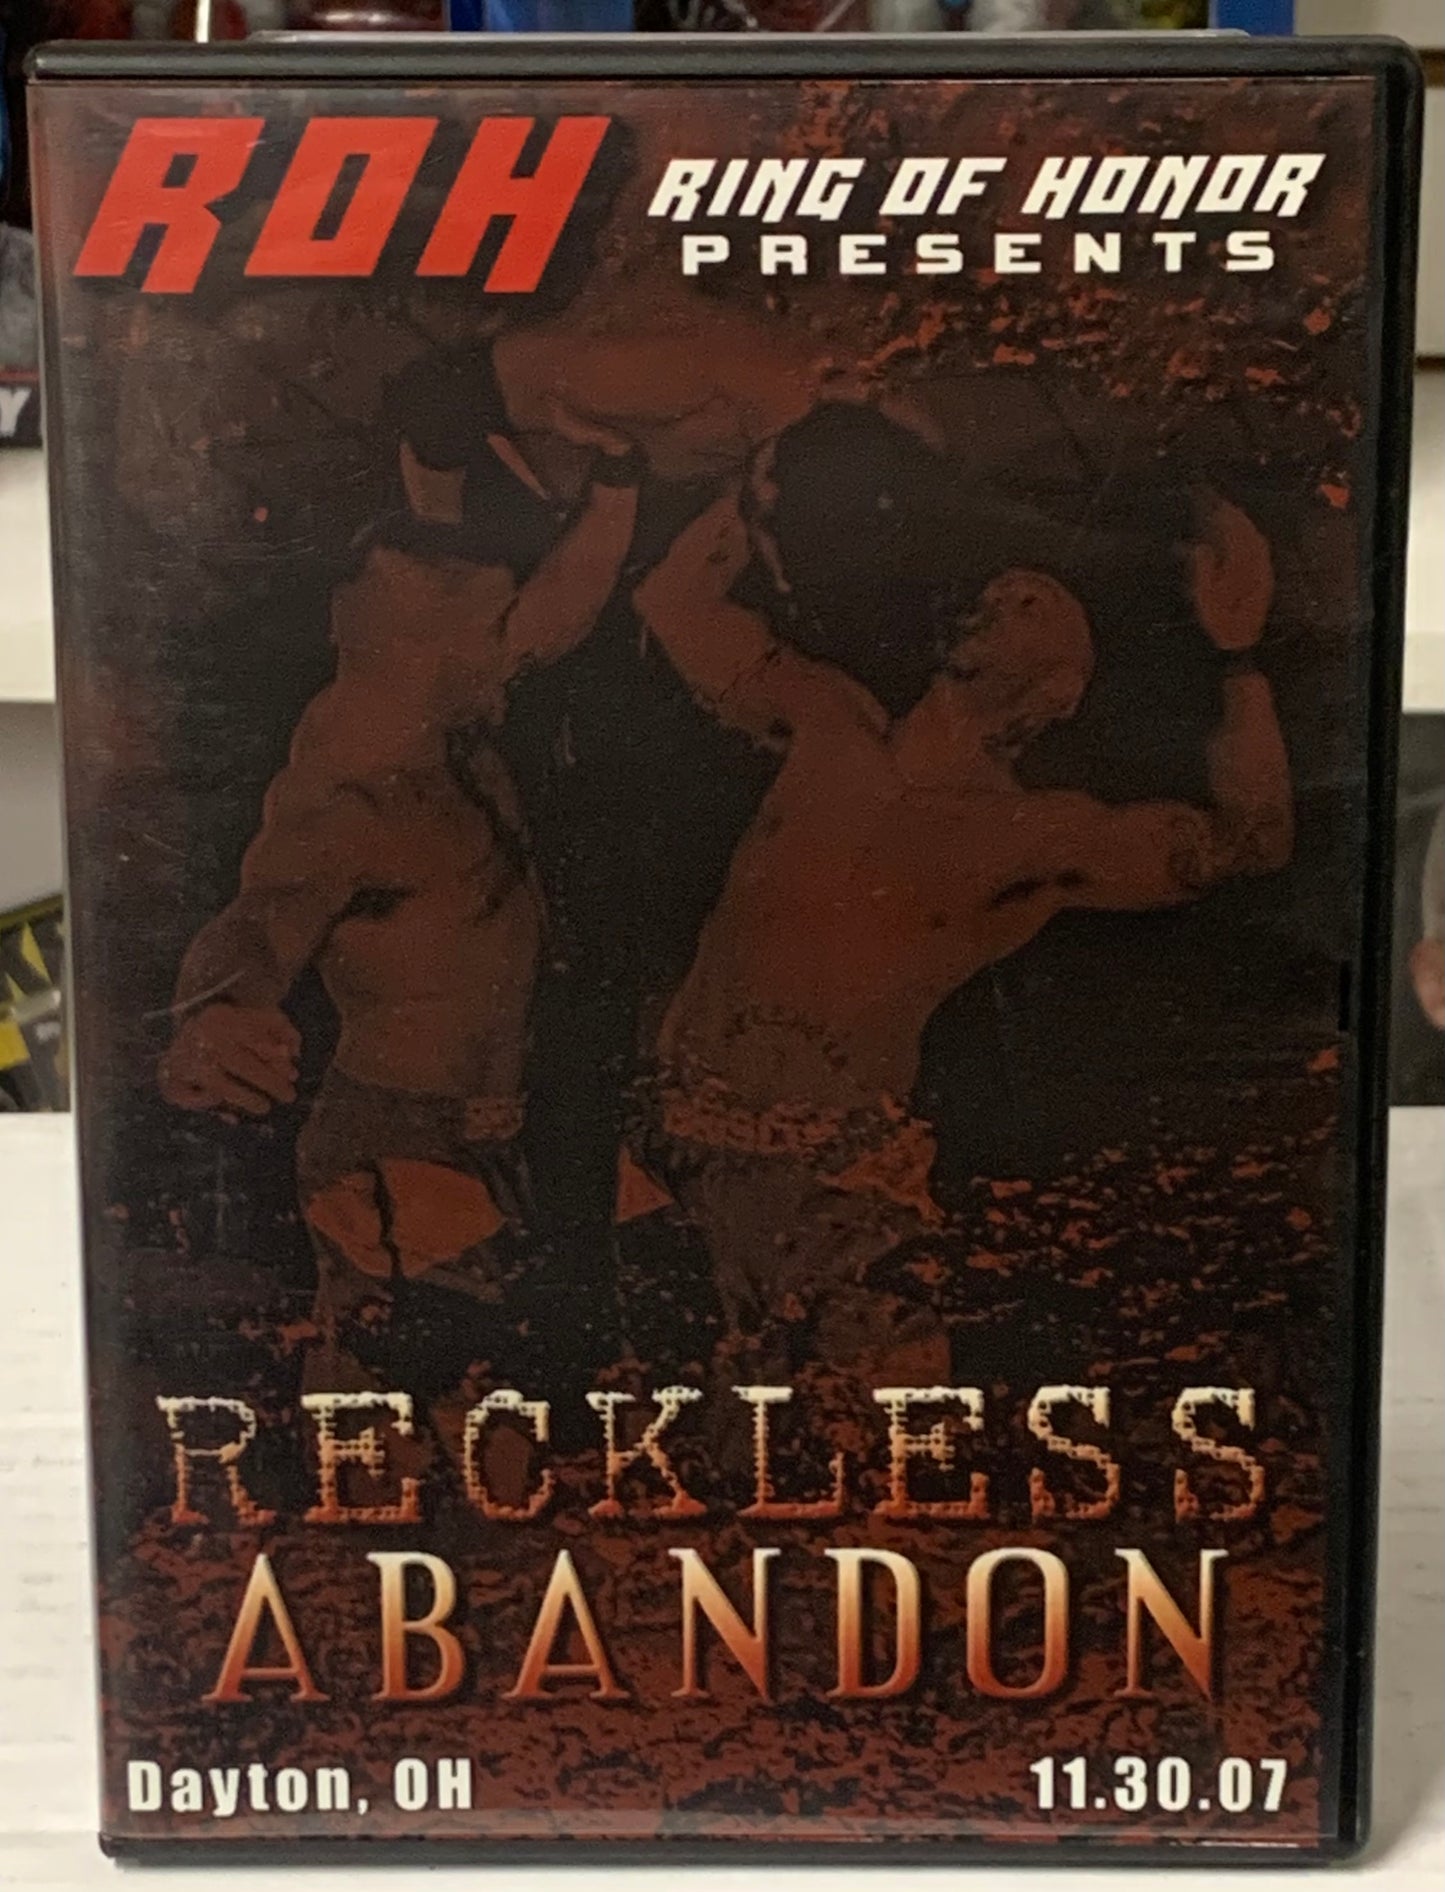 ROH
RING OF HONOR
PRESENTS
RECKLESS
ABANDON
Dayton, OH
11.30.07